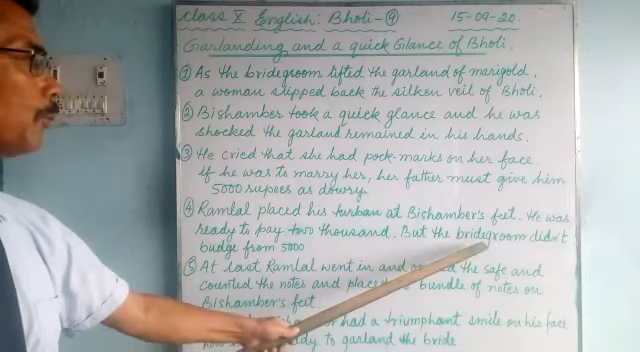 Class X English: Bholi-9 15-09-20.
Garlanding and a quick Glance of Bholi.
1 As the bridegroom lifted the garland of marigold,
a woman slipped back the silken veil of Bholi.
2 Bishamber took a quick glance and he was
shocked the garland remained in his hands.
3 He cried that she had pock-marks on her face.
if he was to marry her, her father must give him
5000 rupees as dowry
4 Ramlal placed his turban at Bishamber's feet. He was
ready to pay two thousand. But the bridegroom didn't
budge from 5000
5 At last Ramlal went in and the safe and
counted the notes and placed bundle of notes on
Bishamber's feet
had a triumphant smile on his face
to garland the bride